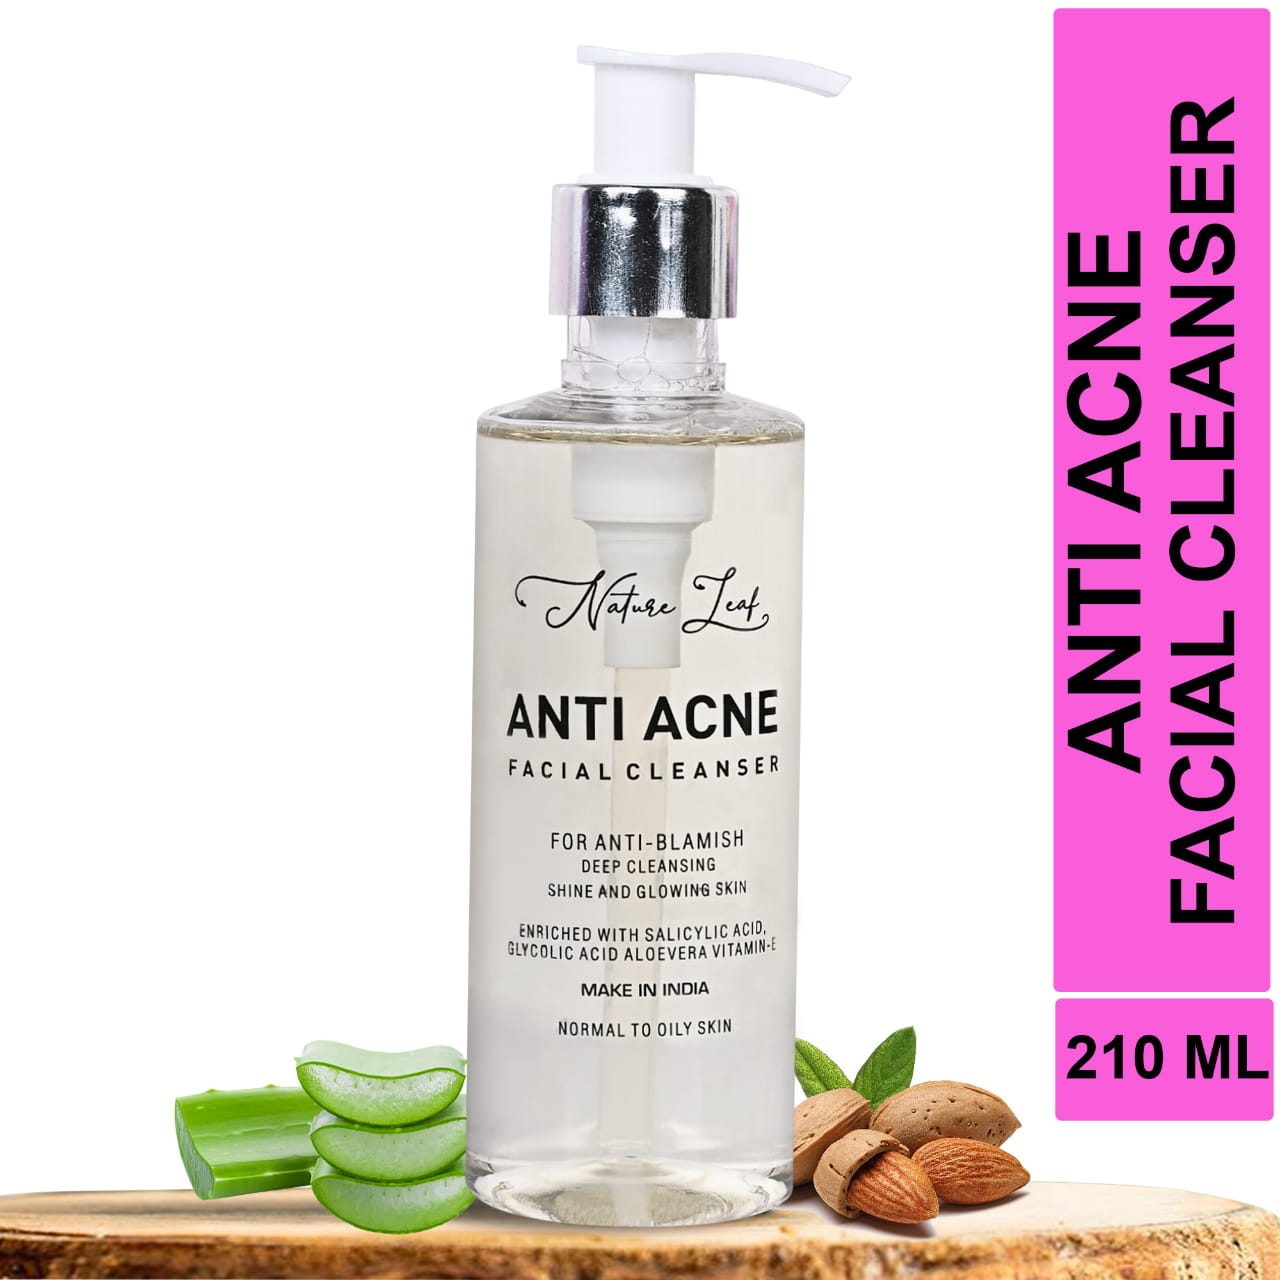 Nature Leaf
ANTI ACNE
FACIAL CLEANSER
FOR ANTI-BLAMISH
DEEP CLEANSING
SHINE AND GLOWING SKIN
ENRICHED WITH SALICYLIC ACID,
GLYCOLIC ACID ALOEVERA VITAMIN-E
MAKE IN INDIA
NORMAL TO OILY SKIN
ANTI ACNE
FACIAL CLEANSER
210 ML